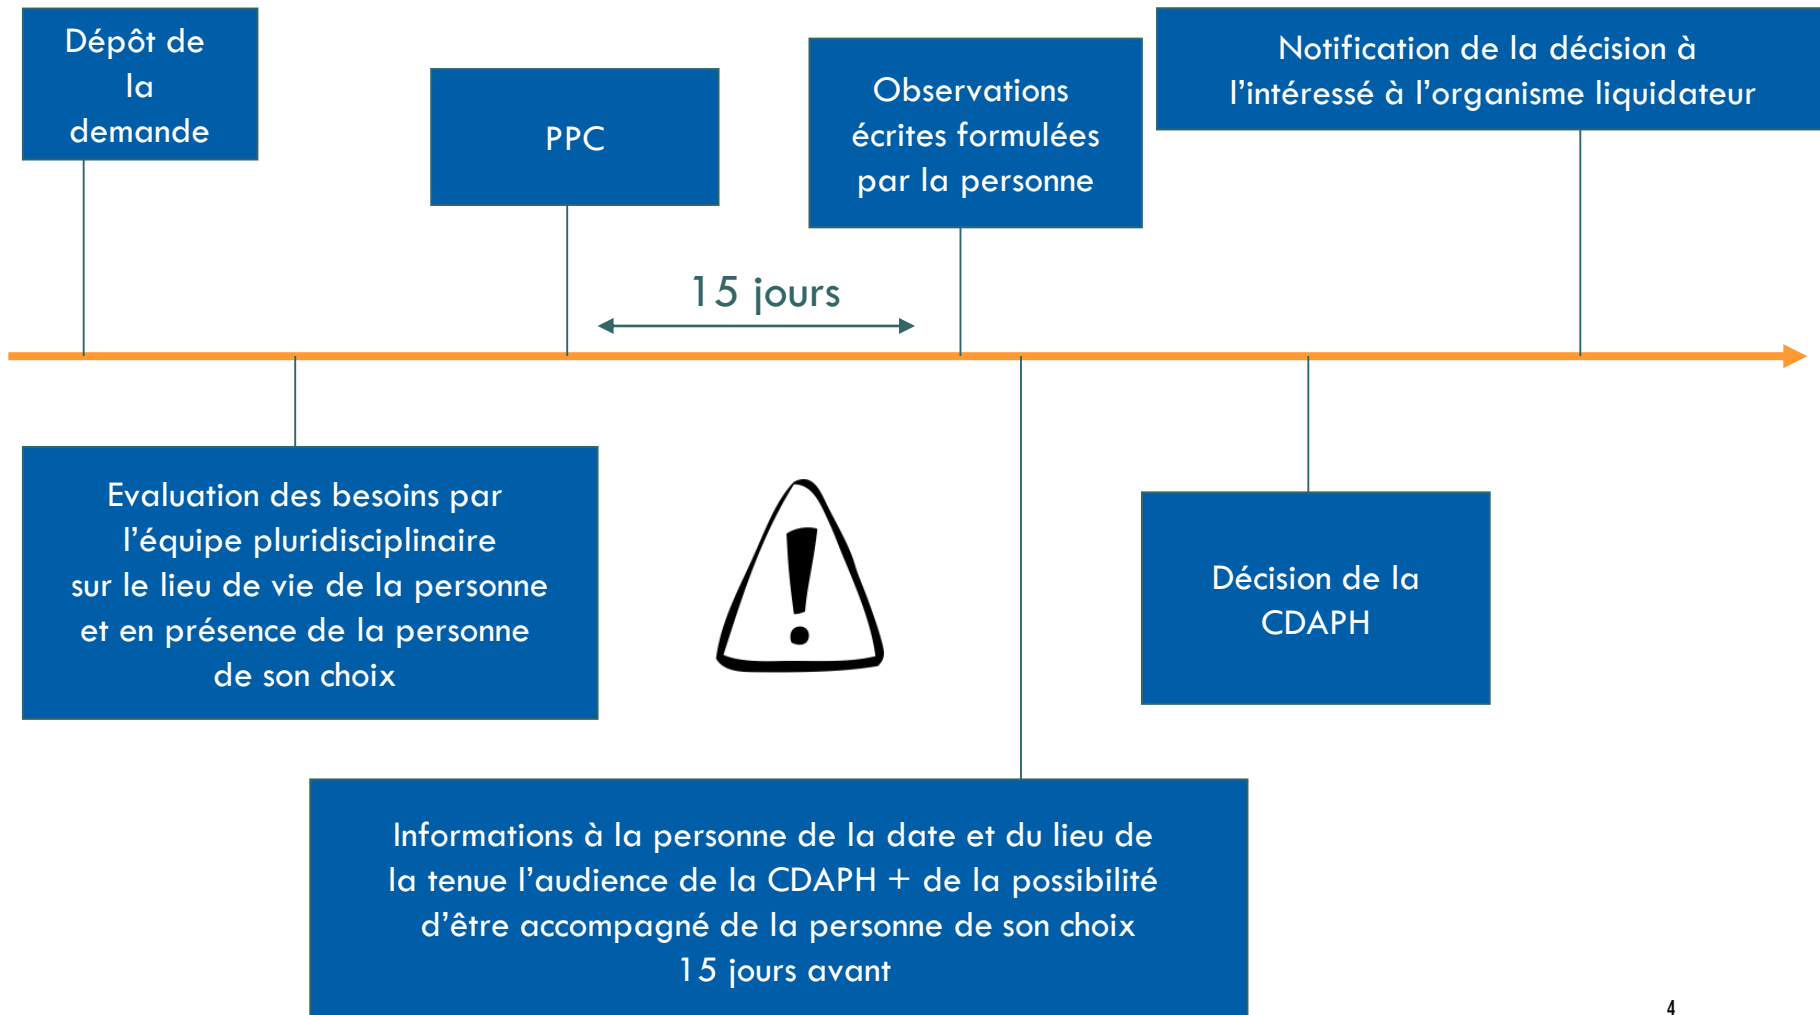 Dépôt de
la
demande
PPC
Observations
écrites formulées
par la personne
Notification de la décision à
l’intéressé à l’organisme liquidateur
15 jours
Evaluation des besoins par
l’équipe pluridisciplinaire
sur le lieu de vie de la personne
et en présence de la personne
de son choix
!
Décision de la
CDAPH
Informations à la personne de la date et du lieu de
la tenue l’audience de la CDAPH + de la possibilité
d’être accompagné de la personne de son choix
15 jours avant
4